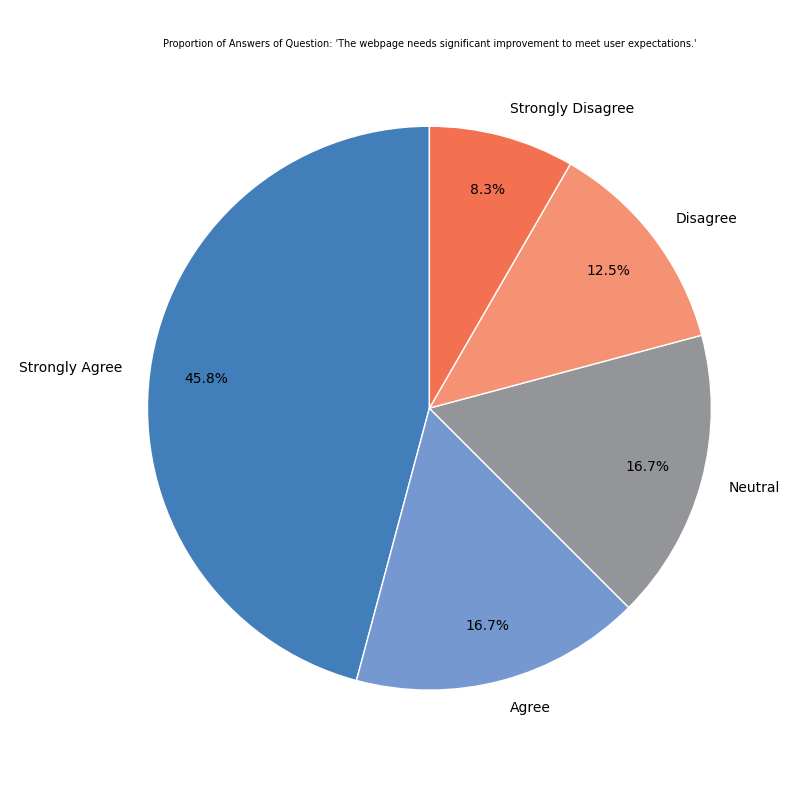 Proportion of Answers of Question: 'The webpage needs significant improvement to meet user expectations.'
Strongly Disagree
8.3%
Disagree
12.5%
Strongly Agree
45.8%
Neutral
16.7%
Agree
16.7%